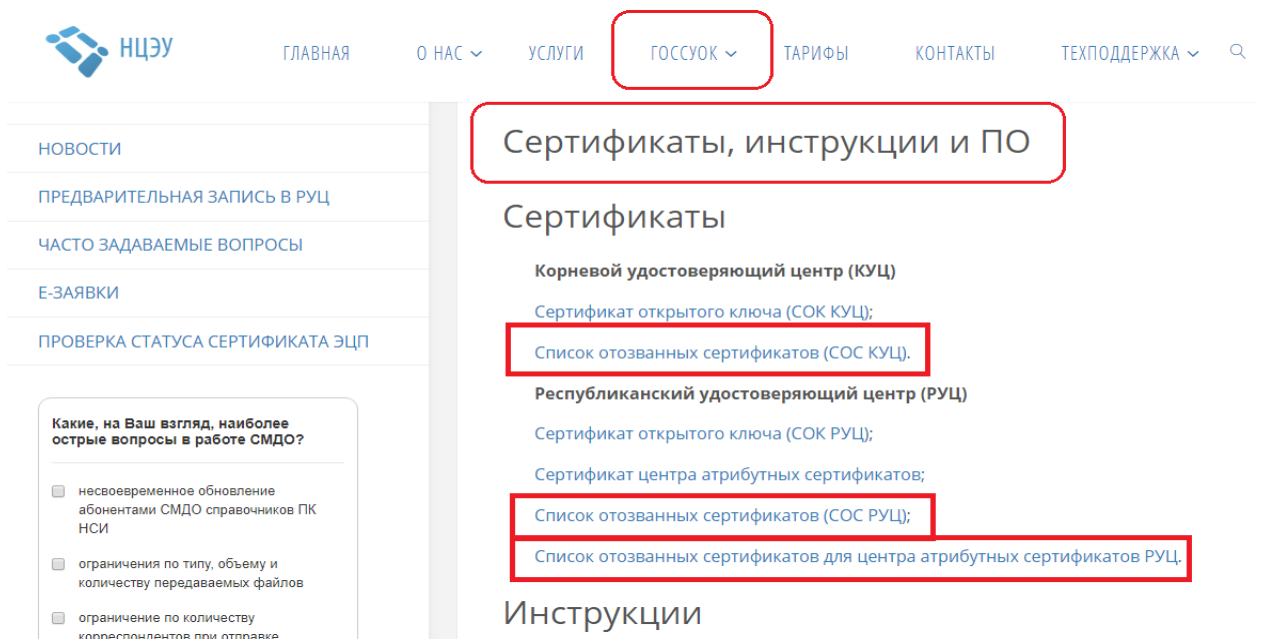 НЦЭУ
ГЛАВНАЯ
О НАС
УСЛУГИ
ГОССУОК
ТАРИФЫ
КОНТАКТЫ
ТЕХПОДДЕРЖКА
НОВОСТИ
ПРЕДВАРИТЕЛЬНАЯ ЗАПИСЬ В РУЦ
ЧАСТО ЗАДАВАЕМЫЕ ВОПРОСЫ
Е-ЗАЯВКИ
ПРОВЕРКА СТАТУСА СЕРТИФИКАТА ЭЦП
Какие, на Ваш взгляд, наиболее
острые вопросы в работе СМДО?
несвоевременное обновление
абонентами СМДО справочников ПК
НСИ
ограничения по типу, объему и
количеству передаваемых файлов
ограничение по количеству
корреспондентов при отправке
Сертификаты, инструкции и ПО
Сертификаты
Корневой удостоверяющий центр (КУЦ)
Сертификат открытого ключа (СОК КУЦ);
Список отозванных сертификатов (СОС КУЦ).
Республиканский удостоверяющий центр (РУЦ)
Сертификат открытого ключа (СОК РУЦ);
Сертификат центра атрибутных сертификатов;
Список отозванных сертификатов (СОС РУЦ);
Список отозванных сертификатов для центра атрибутных сертификатов РУЦ.
Инструкции